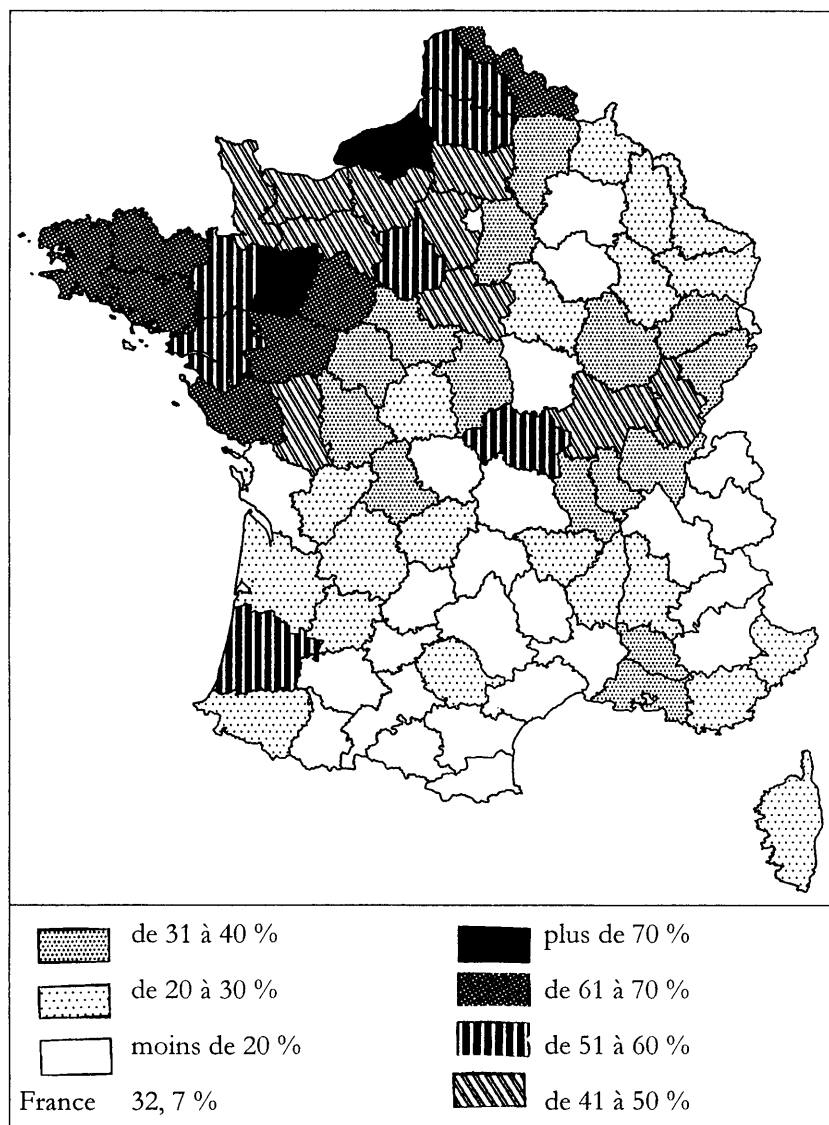 de 31 à 40 %
de 20 à 30 %
moins de 20 %
France 32, 7 %
plus de 70 %
de 61 à 70 %
de 51 à 60 %
de 41 à 50 %